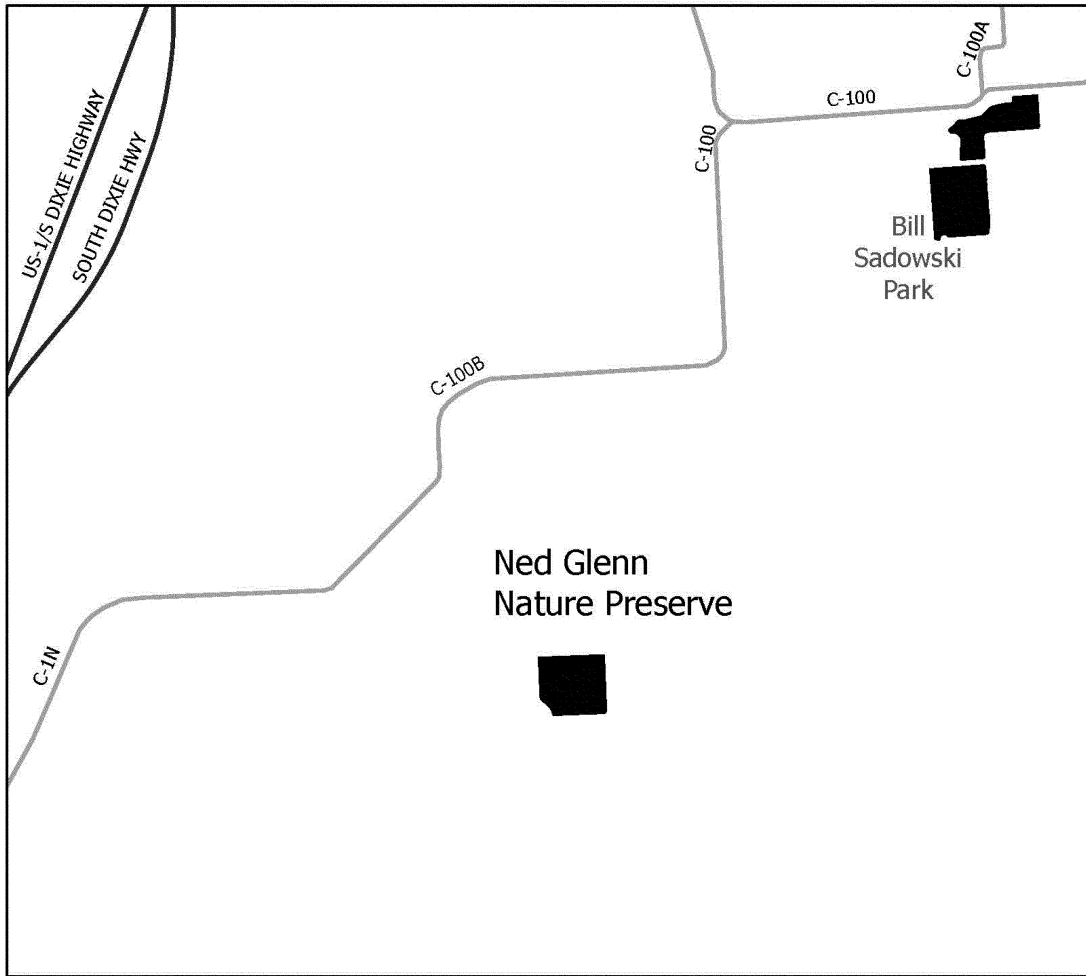 C-100A
C-100
US-1/S DIXIE HIGHWAY
SOUTH DIXIE HWY
C-100
Bill
Sadowski
Park
C-100B
Ned Glenn
Nature Preserve
C-1N